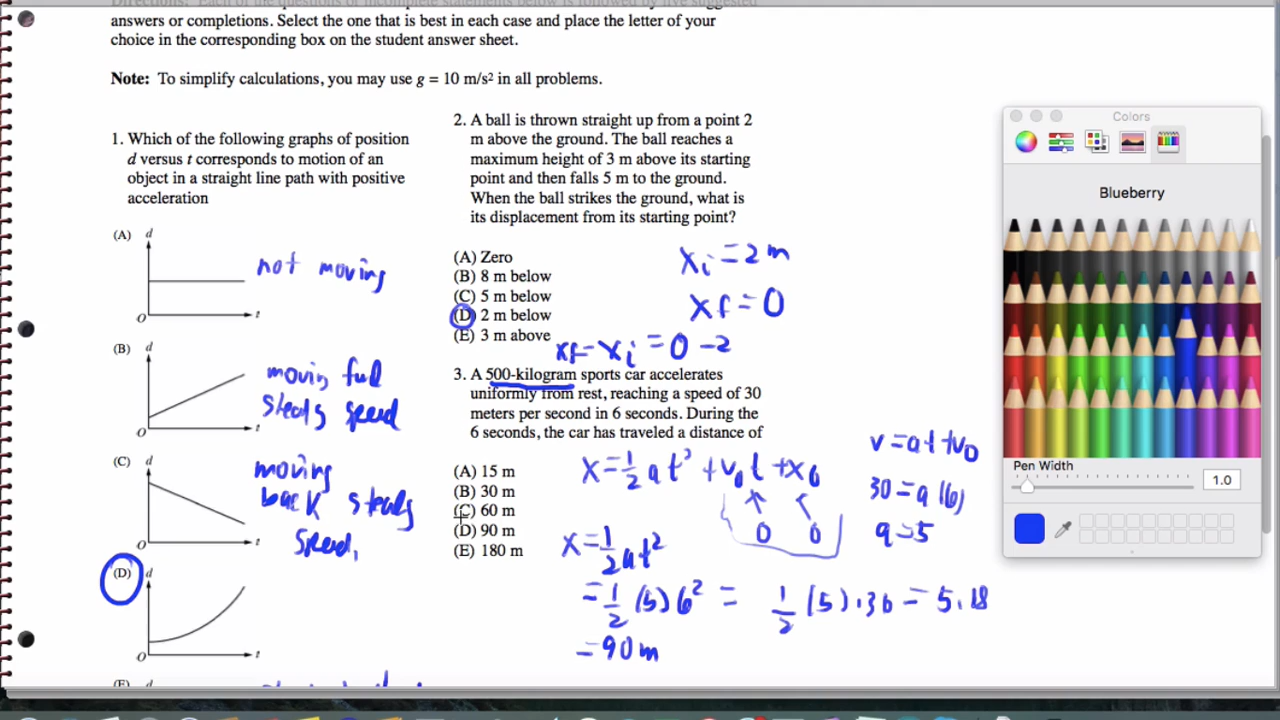 answers or completions. Select the one that is best in each case and place the letter of your
choice in the corresponding box on the student answer sheet.
Note: To simplify calculations, you may use g = 10 m/s² in all problems.
1. Which of the following graphs of position
d versus t corresponds to motion of an
object in a straight line path with positive
acceleration
(A) d
not moving
O t
(B) d
moving
speed
O t
(C) d
moving
back
speed,
O t
(D) d
O t
2. A ball is thrown straight up from a point 2
m above the ground. The ball reaches a
maximum height of 3 m above its starting
point and then falls 5 m to the ground.
When the ball strikes the ground, what is
its displacement from its starting point?
(A) Zero
(B) 8 m below
(C) 5 m below
(D) 2 m below
(E) 3 m above
xi = 2m
xf = 0
xf - xi = 0 - 2
3. A 500-kilogram sports car accelerates
uniformly from rest, reaching a speed of 30
meters per second in 6 seconds. During the
6 seconds, the car has traveled a distance of
(A) 15 m
(B) 30 m
(C) 60 m
(D) 90 m
(E) 180 m
x = 1/2 at² + v0t + x0
0 0
x = 1/2 at²
= 1/2 (5) 6² = 1/2 (5) · 36 = 5 · 18
= 90 m
v = at + v0
30 = a (6)
a = 5
Colors
Blueberry
Pen Width
1.0